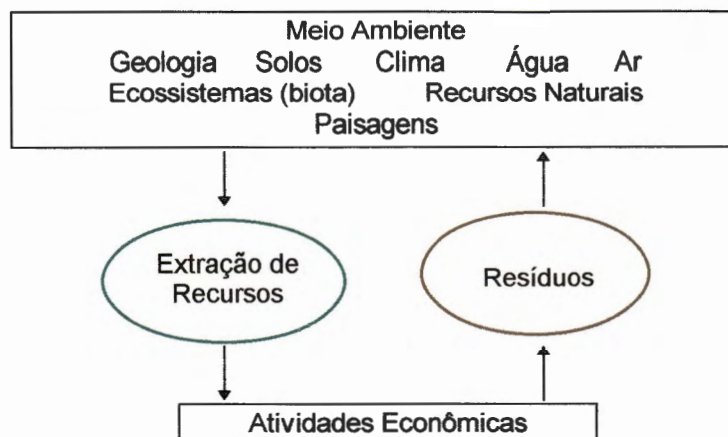 Meio Ambiente
Geologia Solos Clima Água Ar
Ecossistemas (biota) Recursos Naturais
Paisagens
Extração de
Recursos
Resíduos
Atividades Econômicas